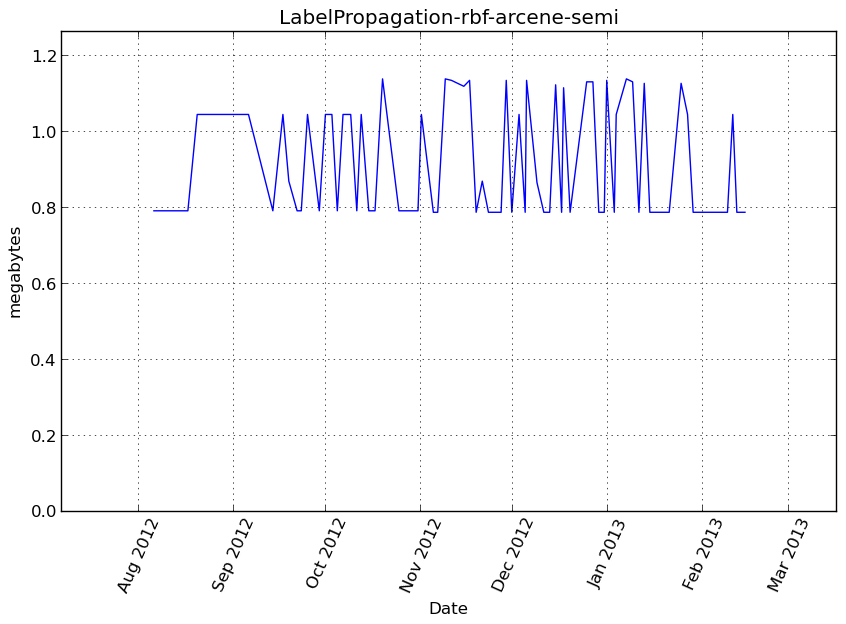 LabelPropagation-rbf-arcene-semi
1.2
1.0
0.8
0.6
0.4
0.2
0.0
megabytes
Aug 2012
Sep 2012
Oct 2012
Nov 2012
Dec 2012
Jan 2013
Feb 2013
Mar 2013
Date